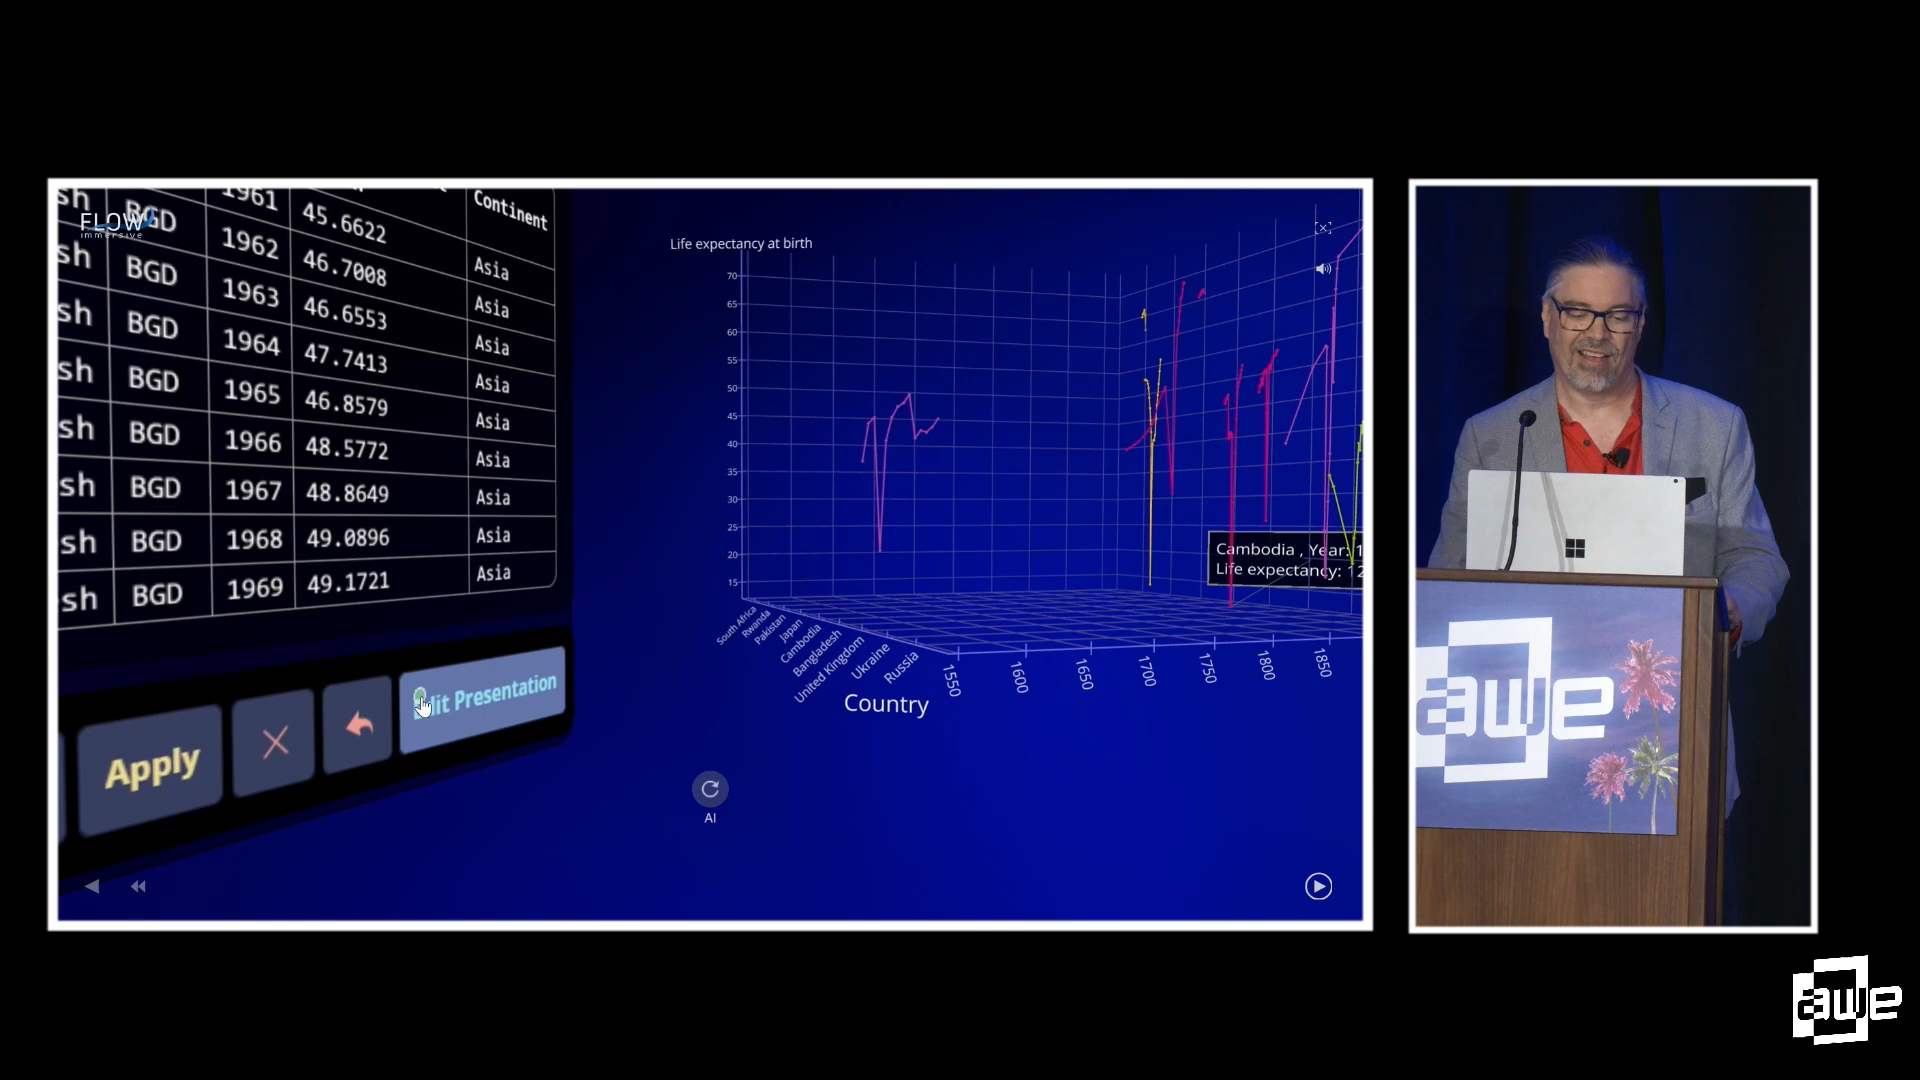 FLOW
immersive
Continent
sh BGD 1961 45.6622 Asia
sh BGD 1962 46.7008 Asia
sh BGD 1963 46.6553 Asia
sh BGD 1964 47.7413 Asia
sh BGD 1965 46.8579 Asia
sh BGD 1966 48.5772 Asia
sh BGD 1967 48.8649 Asia
sh BGD 1968 49.0896 Asia
sh BGD 1969 49.1721 Asia
Apply
Edit Presentation
Life expectancy at birth
70
65
60
55
50
45
40
35
30
25
20
15
South Africa
Rwanda
Pakistan
Japan
Cambodia
Bangladesh
United Kingdom
Ukraine
Russia
Country
1550
1600
1650
1700
1750
1800
1850
Cambodia , Year: 1
Life expectancy: 12
AI
awe
awe